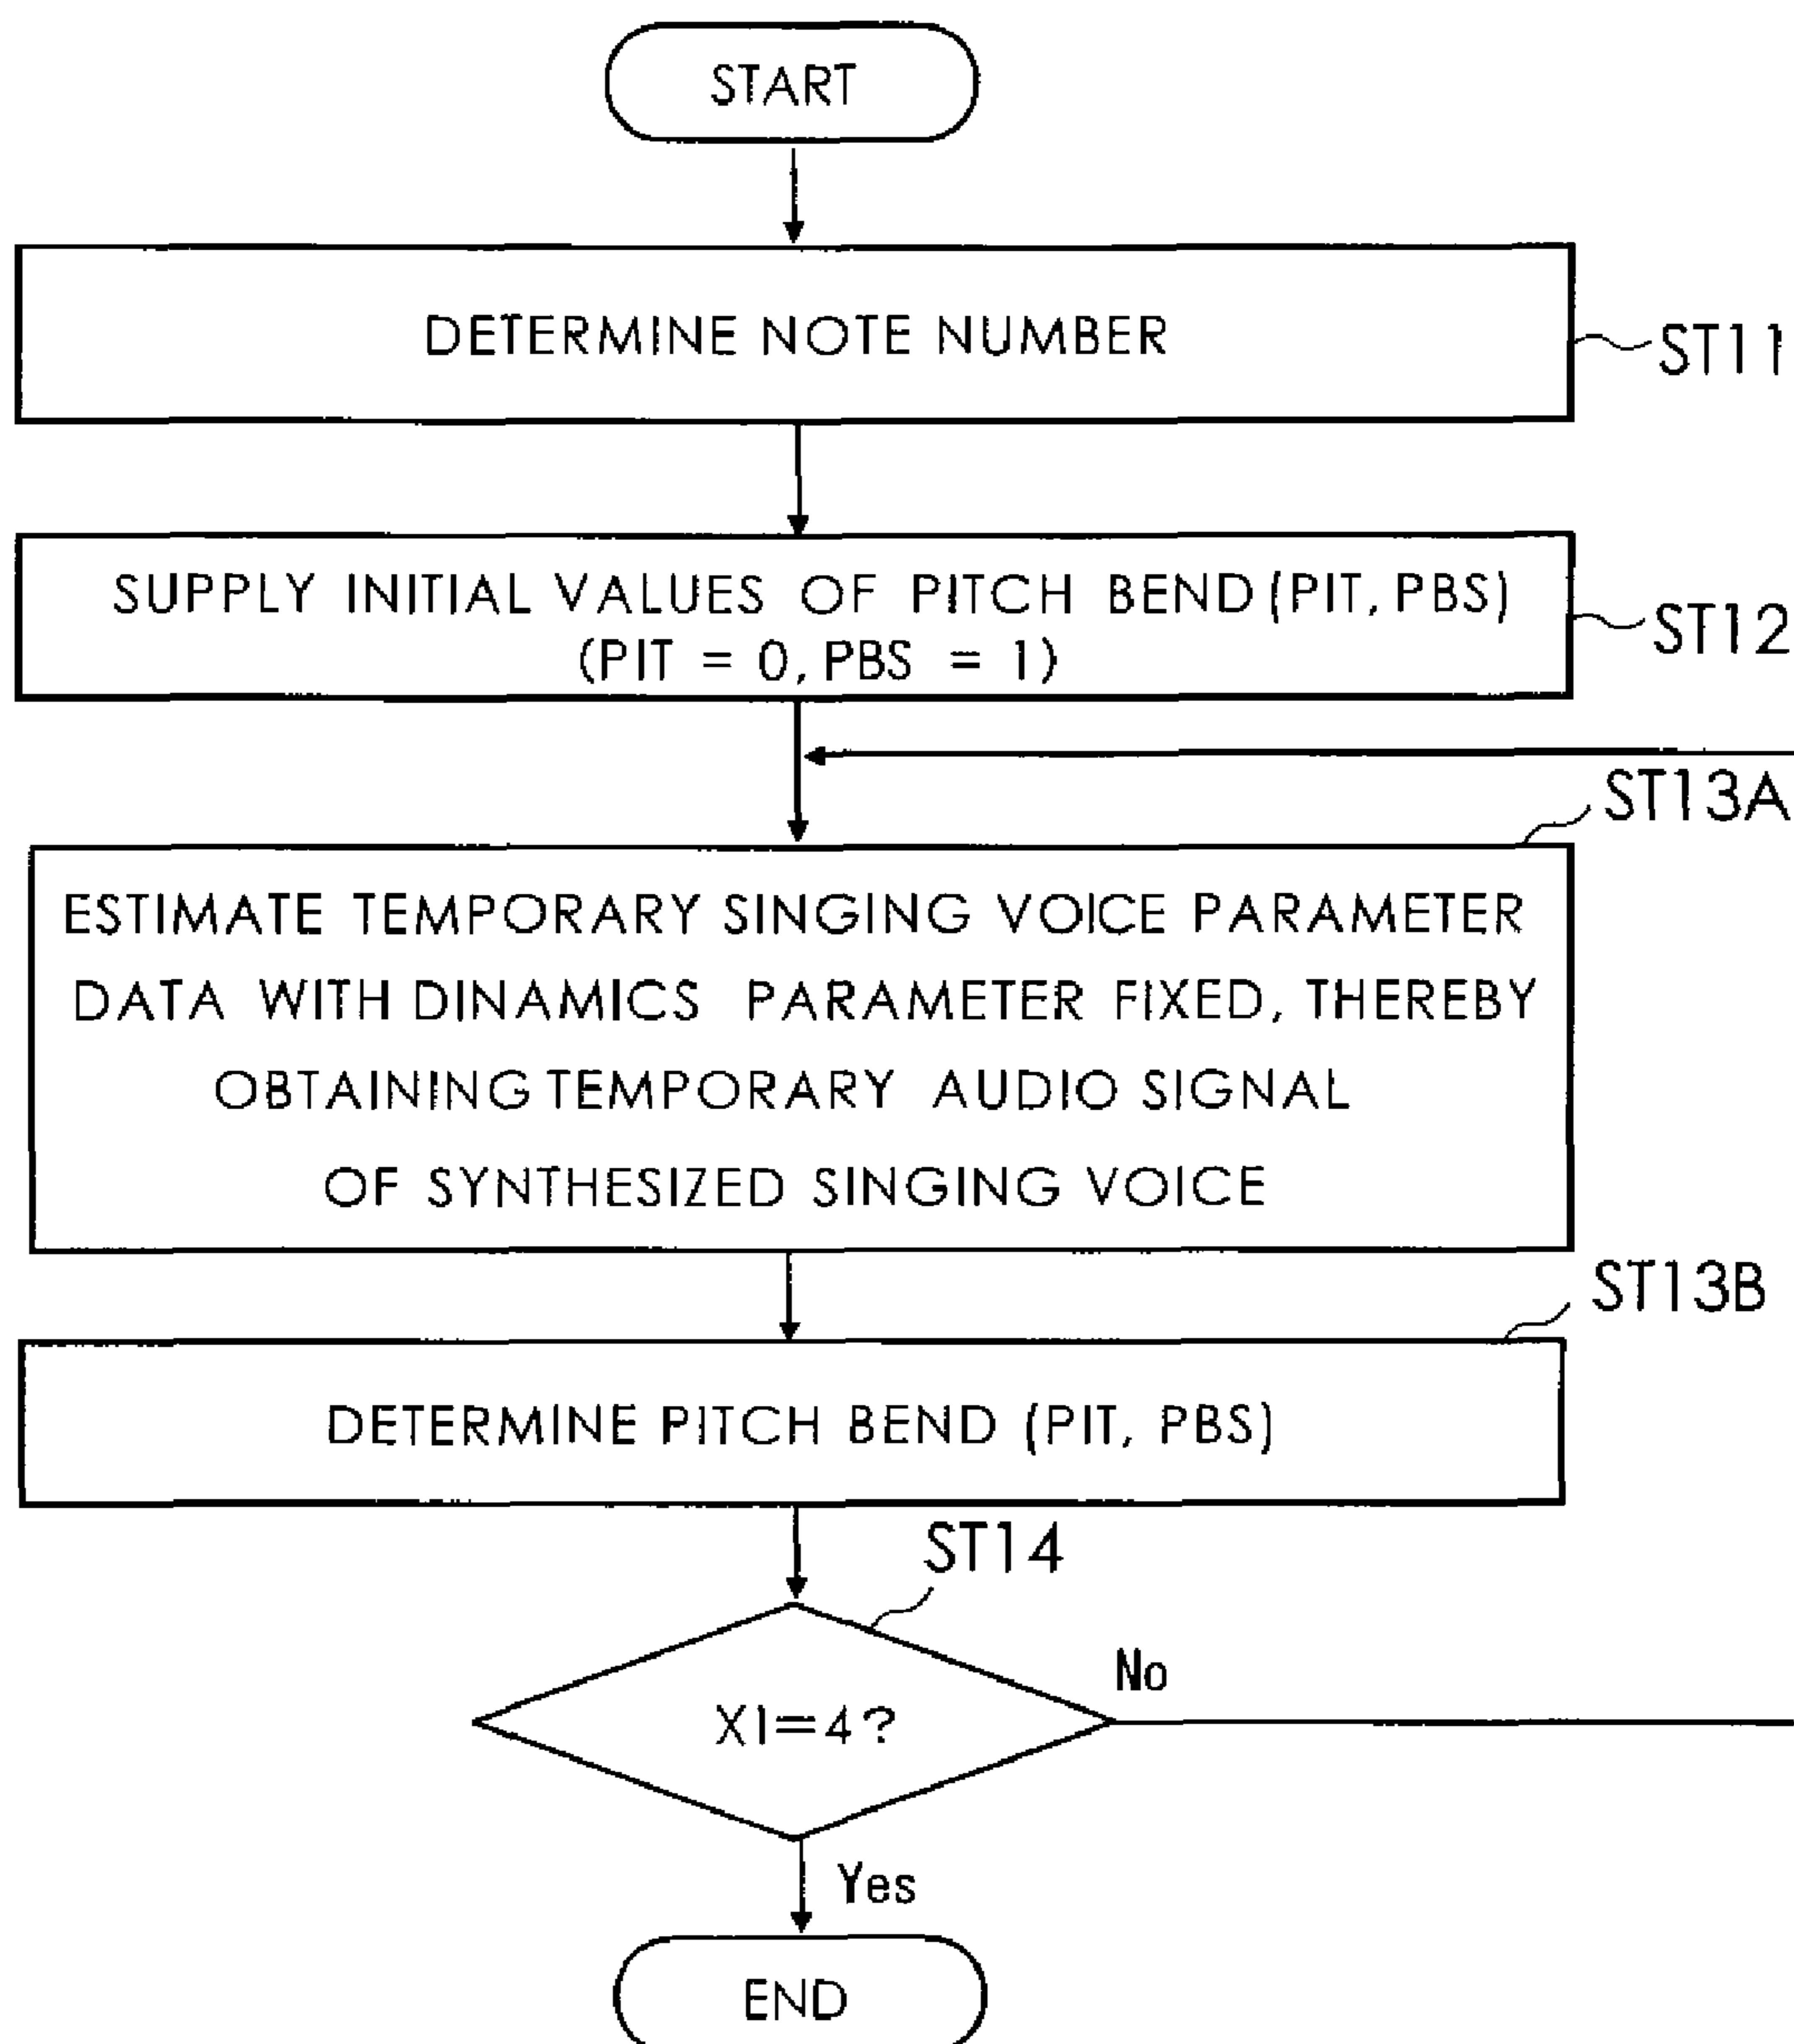 START
DETERMINE NOTE NUMBER
ST11
SUPPLY INITIAL VALUES OF PITCH BEND (PIT, PBS)
(PIT = 0, PBS = 1)
ST12
ST13A
ESTIMATE TEMPORARY SINGING VOICE PARAMETER
DATA WITH DINAMICS PARAMETER FIXED, THEREBY
OBTAINING TEMPORARY AUDIO SIGNAL
OF SYNTHESIZED SINGING VOICE
ST13B
DETERMINE PITCH BEND (PIT, PBS)
ST14
X1=4?
No
Yes
END